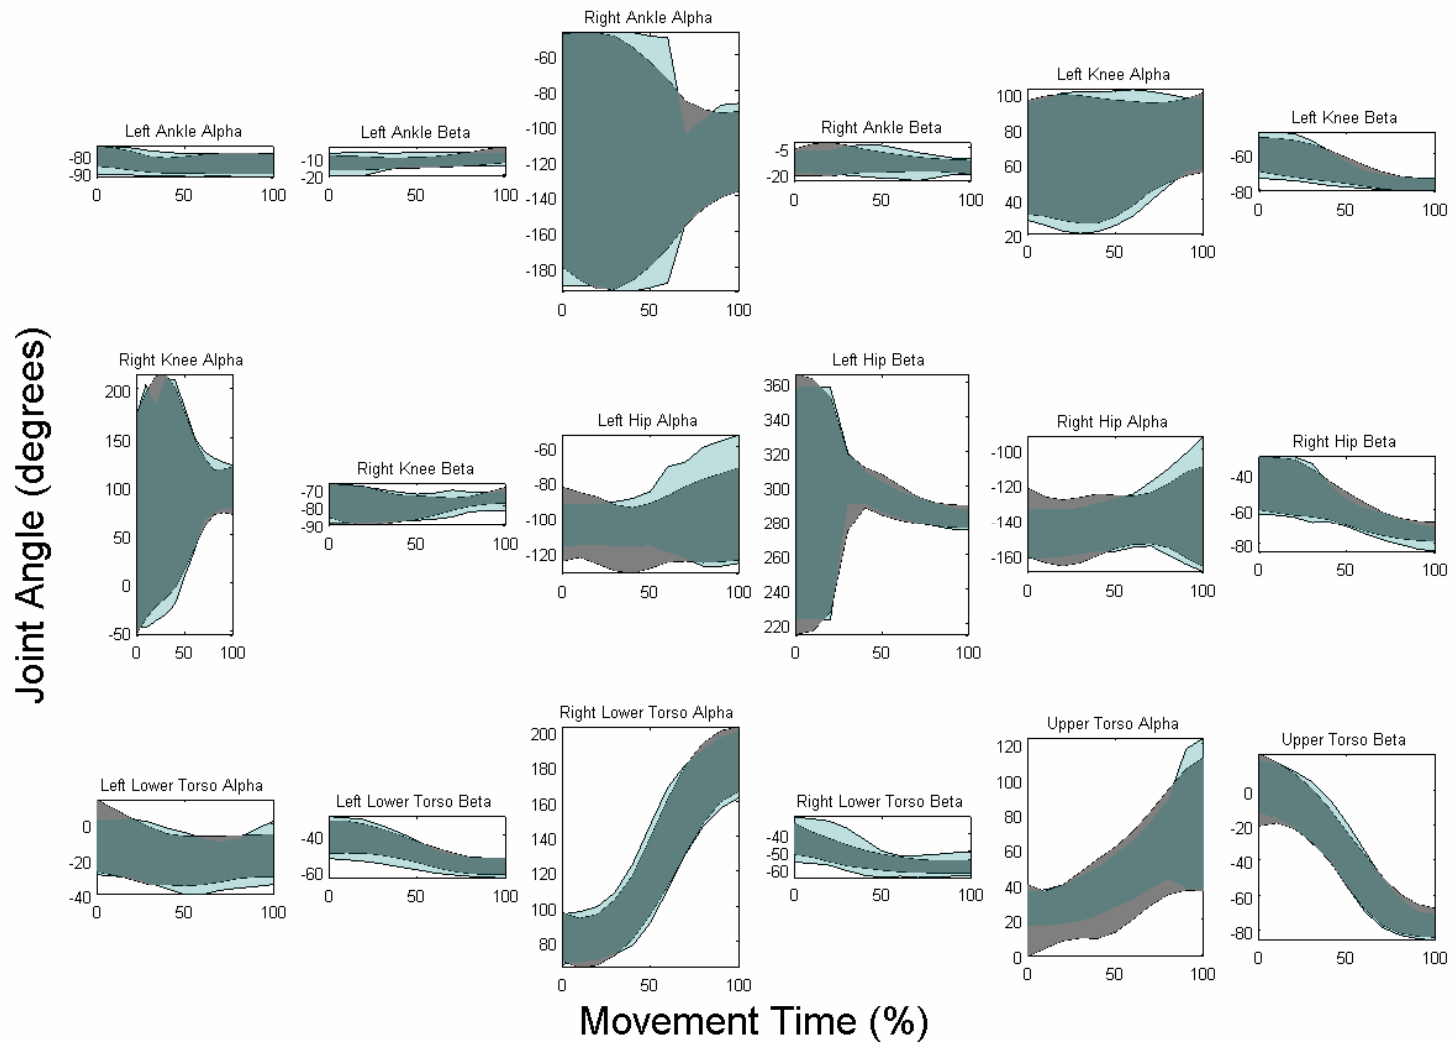 Right Ankle Alpha
-60
-80
-100
-120
-140
-160
-180
0 50 100
Left Ankle Alpha
-80
-90
0 50 100
Left Ankle Beta
-10
-20
0 50 100
Right Ankle Beta
-5
-20
0 50 100
Left Knee Alpha
100
80
60
40
20
0 50 100
Left Knee Beta
-60
-80
0 50 100
Joint Angle (degrees)
Right Knee Alpha
200
150
100
50
0
-50
0 50 100
Right Knee Beta
-70
-80
-90
0 50 100
Left Hip Alpha
-60
-80
-100
-120
0 50 100
Left Hip Beta
360
340
320
300
280
260
240
220
0 50 100
Right Hip Alpha
-100
-120
-140
-160
0 50 100
Right Hip Beta
-40
-60
-80
0 50 100
Left Lower Torso Alpha
0
-20
-40
0 50 100
Left Lower Torso Beta
-40
-60
0 50 100
Right Lower Torso Alpha
200
180
160
140
120
100
80
0 50 100
Right Lower Torso Beta
-40
-50
-60
0 50 100
Upper Torso Alpha
120
100
80
60
40
20
0
0 50 100
Upper Torso Beta
0
-20
-40
-60
-80
0 50 100
Movement Time (%)